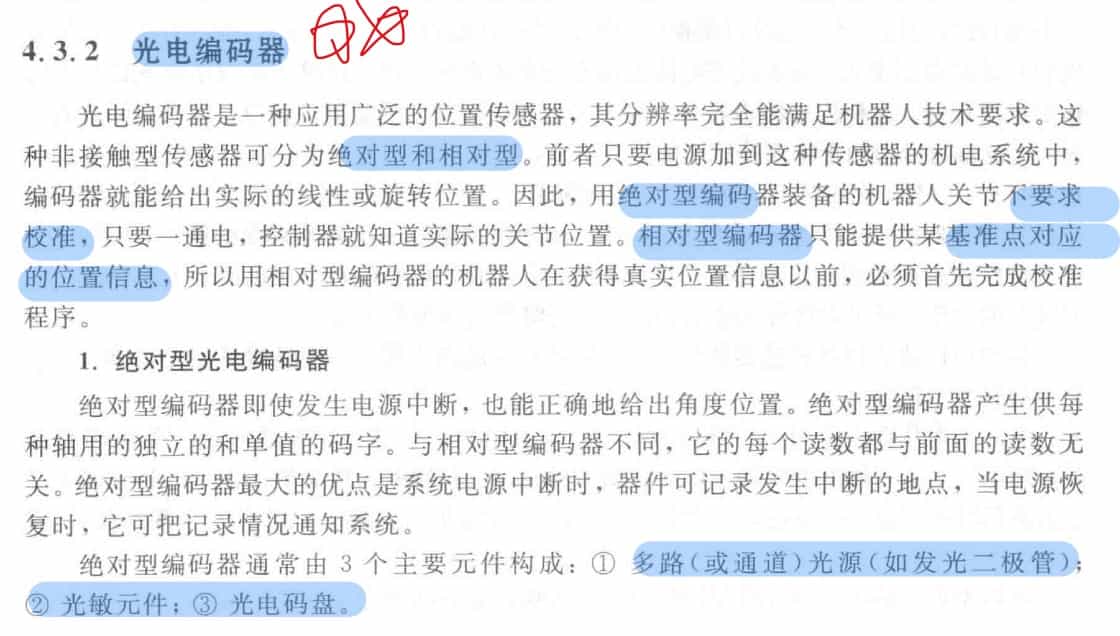 4.3.2 光电编码器
光电编码器是一种应用广泛的位置传感器，其分辨率完全能满足机器人技术要求。这
种非接触型传感器可分为绝对型和相对型。前者只要电源加到这种传感器的机电系统中，
编码器就能给出实际的线性或旋转位置。因此，用绝对型编码器装备的机器人关节不要求
校准，只要一通电，控制器就知道实际的关节位置。相对型编码器只能提供某基准点对应
的位置信息，所以用相对型编码器的机器人在获得真实位置信息以前，必须首先完成校准
程序。
1. 绝对型光电编码器
绝对型编码器即使发生电源中断，也能正确地给出角度位置。绝对型编码器产生供每
种轴用的独立的和单值的码字。与相对型编码器不同，它的每个读数都与前面的读数无
关。绝对型编码器最大的优点是系统电源中断时，器件可记录发生中断的地点，当电源恢
复时，它可把记录情况通知系统。
绝对型编码器通常由 3 个主要元件构成：① 多路(或通道)光源(如发光二极管)；
② 光敏元件；③ 光电码盘。